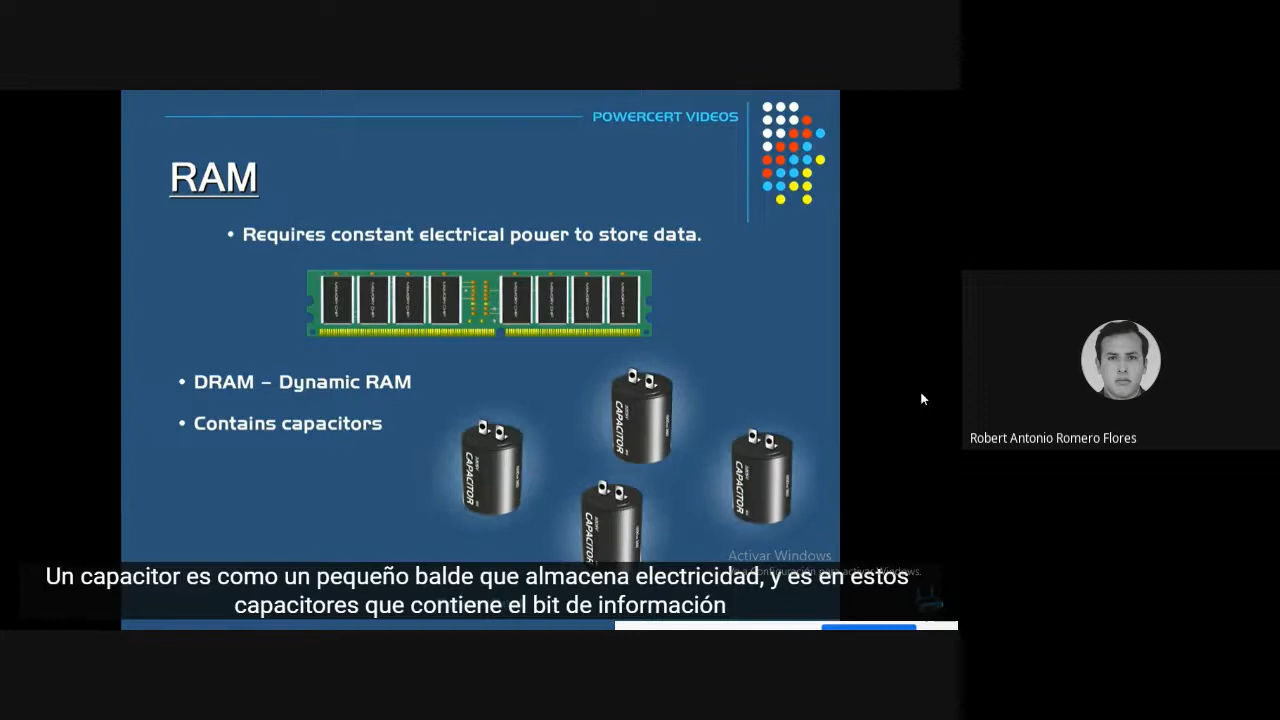 POWERCERT VIDEOS
RAM
• Requires constant electrical power to store data.
• DRAM – Dynamic RAM
• Contains capacitors
CAPACITOR
CAPACITOR
CAPACITOR
CAPACITOR
Activar Windows
Un capacitor es como un pequeño balde que almacena electricidad, y es en estos
capacitores que contiene el bit de información
Robert Antonio Romero Flores